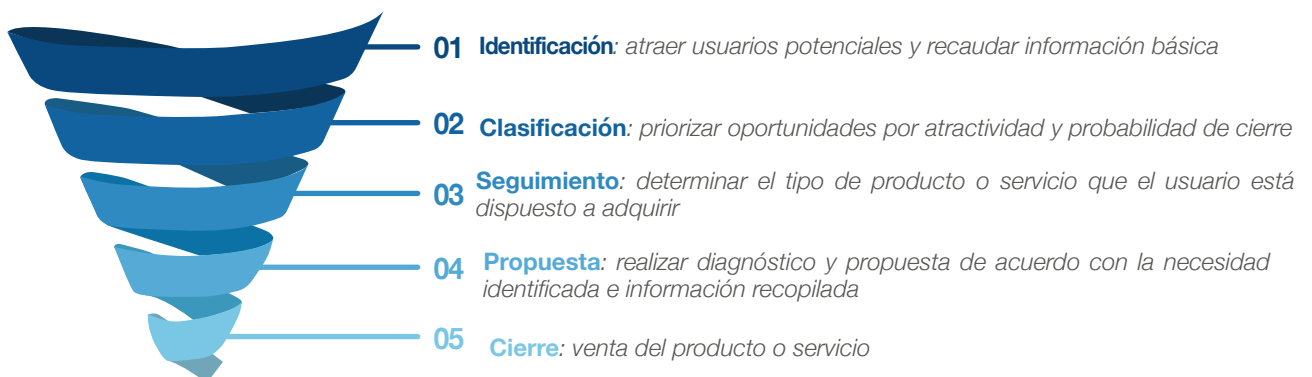 01 Identificación: atraer usuarios potenciales y recaudar información básica
02 Clasificación: priorizar oportunidades por atractividad y probabilidad de cierre
03 Seguimiento: determinar el tipo de producto o servicio que el usuario está
dispuesto a adquirir
04 Propuesta: realizar diagnóstico y propuesta de acuerdo con la necesidad
identificada e información recopilada
05 Cierre: venta del producto o servicio